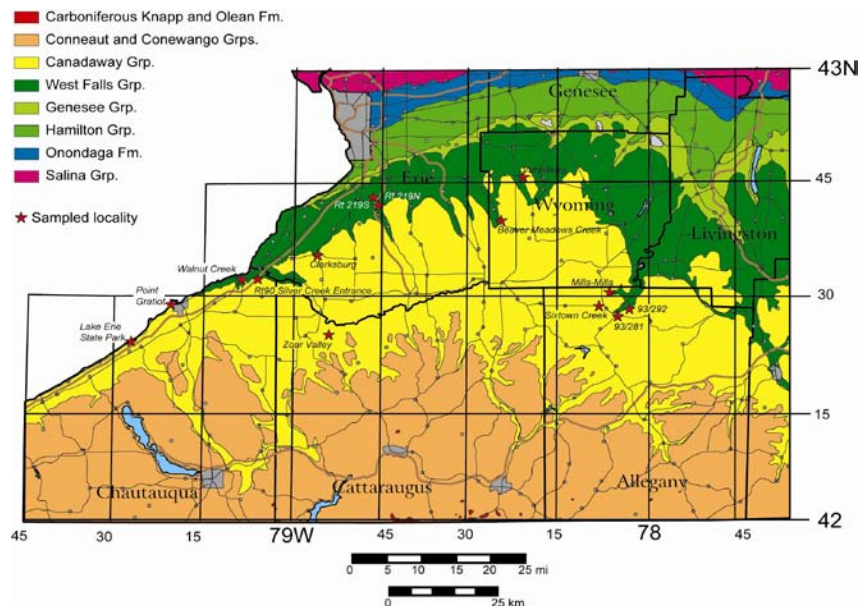 Carboniferous Knapp and Olean Fm.
Conneaut and Conewango Grps.
Canadaway Grp.
West Falls Grp.
Genesee Grp.
Hamilton Grp.
Onondaga Fm.
Salina Grp.
Sampled locality
43N
Genesee
Erie
45
Rt 219S
Rt 219N
Wyoming
Beaver Meadows Creek
Livingston
Walnut Creek
Clarksburg
Rt90 Silver Creek Entrance
Mills-Mills
Point
Gratiot
30
Sixtown Creek
93/292
93/281
Lake Erie
State Park
Zoar Valley
15
Chautauqua
Cattaraugus
Allegany
42
45
30
15
79W
45
30
15
78
45
0
5
10
15
20
25 mi
0
25 km